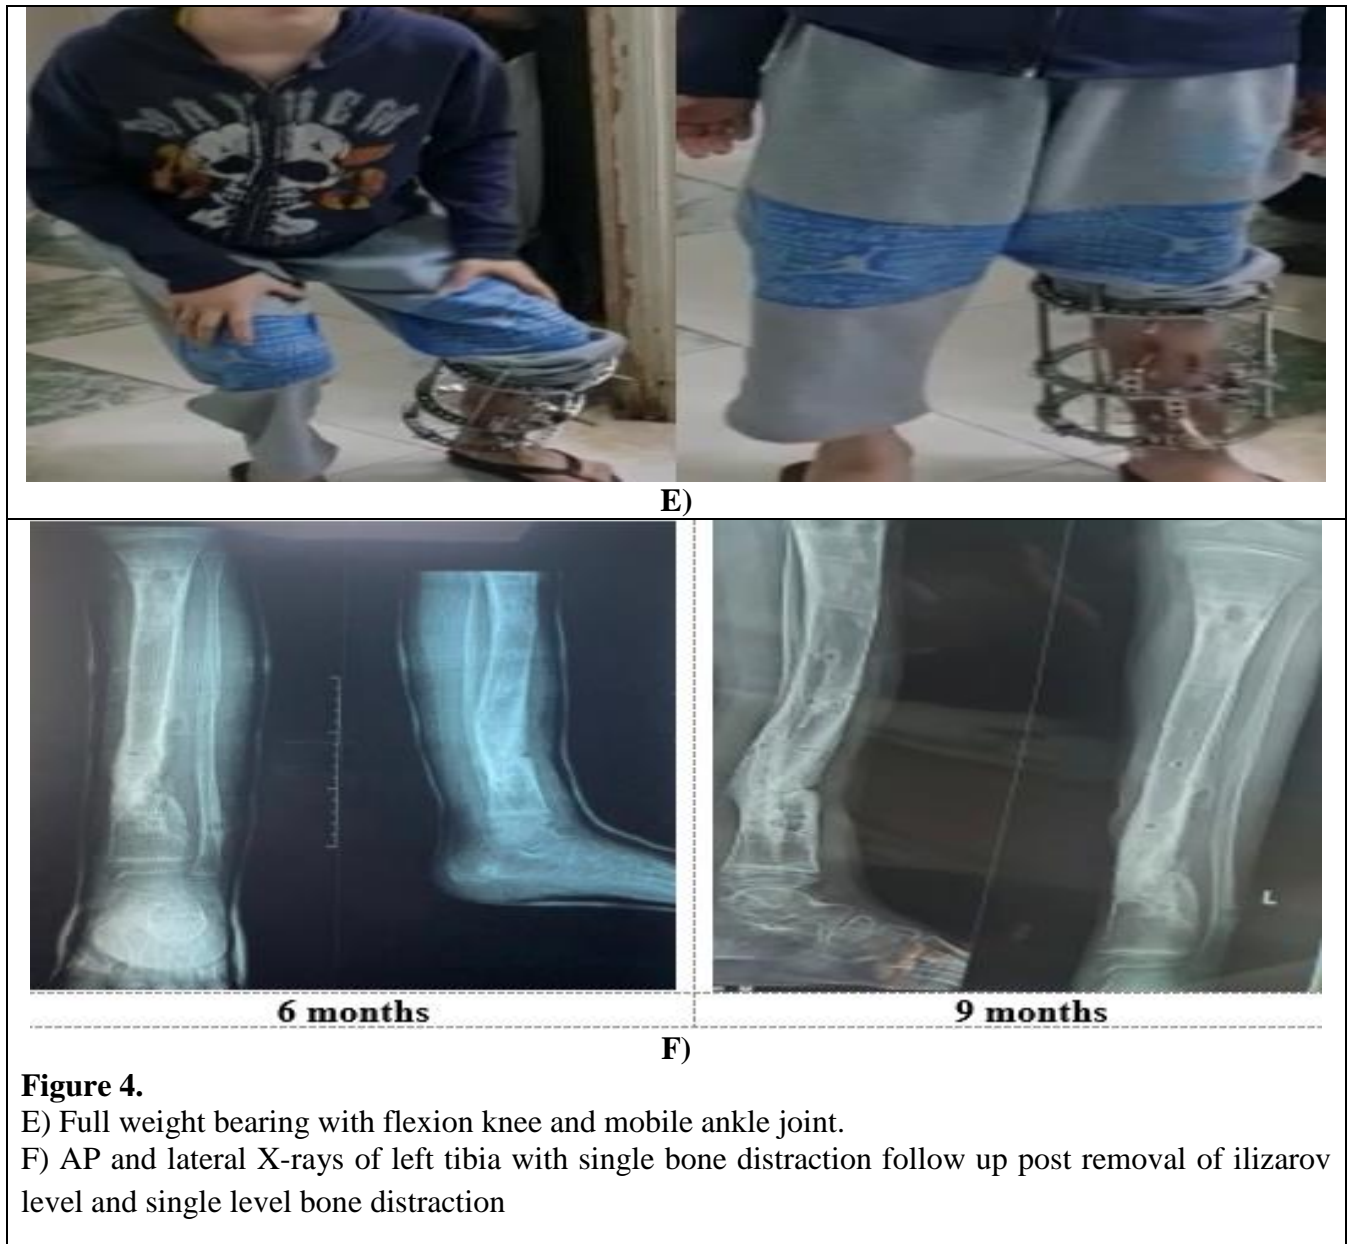 MAYHEM
E)
L
6 months
9 months
F)
Figure 4.
E) Full weight bearing with flexion knee and mobile ankle joint.
F) AP and lateral X-rays of left tibia with single bone distraction follow up post removal of ilizarov
level and single level bone distraction